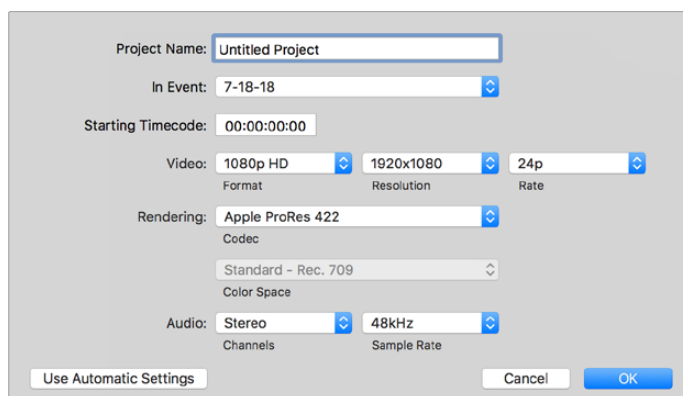 Project Name: Untitled Project
In Event: 7-18-18
Starting Timecode: 00:00:00:00
Video: 1080p HD 1920x1080 24p
Format Resolution Rate
Rendering: Apple ProRes 422
Codec
Standard - Rec. 709
Color Space
Audio: Stereo 48kHz
Channels Sample Rate
Use Automatic Settings Cancel OK